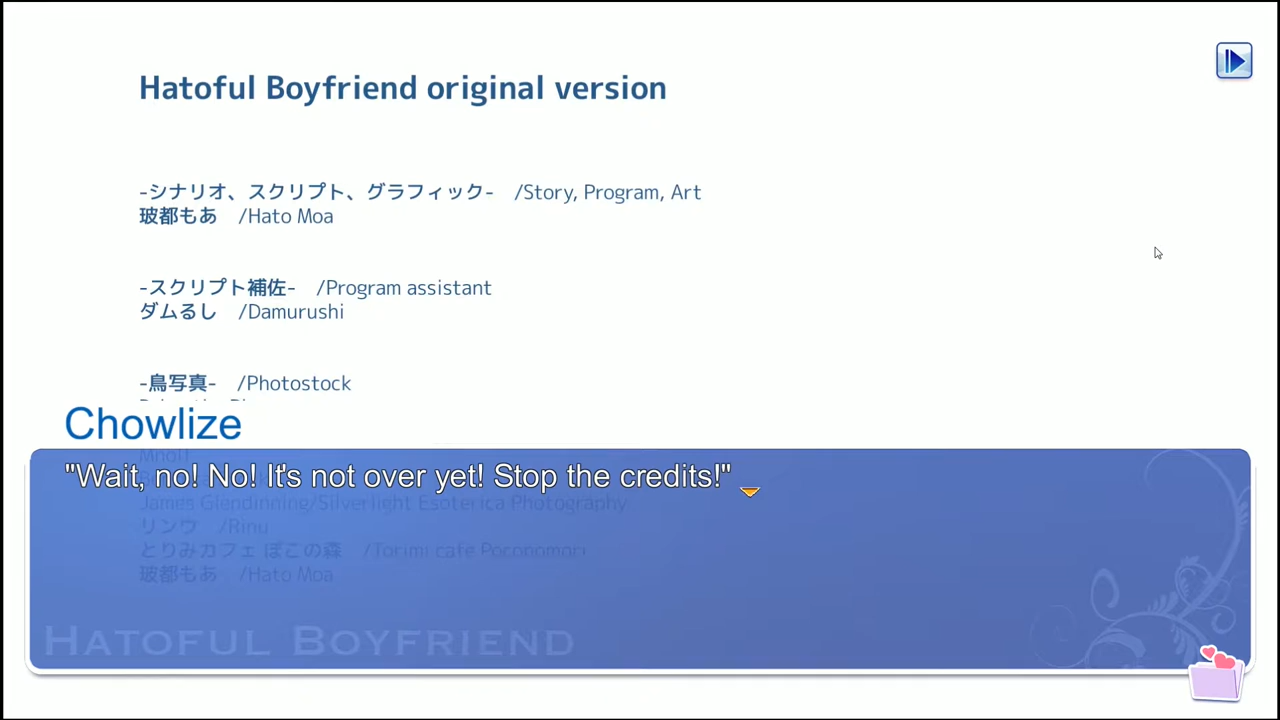 Hatoful Boyfriend original version
-シナリオ、スクリプト、グラフィック- /Story, Program, Art
玻都もあ /Hato Moa
-スクリプト補佐- /Program assistant
ダムるし /Damurushi
-鳥写真- /Photostock
Chowlize
"Wait, no! No! It's not over yet! Stop the credits!"
James Glendinning/Silverlight Esoterica Photography
リンウ /Rinu
とりみカフェ ぽこの森 /Torimi cafe Poconomori
玻都もあ /Hato Moa
HATOFUL BOYFRIEND